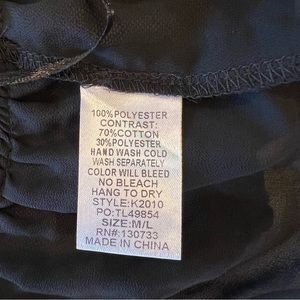 100%POLYESTER
CONTRAST:
70%COTTON
30%POLYESTER
HAND WASH COLD
WASH SEPARATELY
COLOR WILL BLEED
NO BLEACH
HANG TO DRY
STYLE:K2010
PO:TL49854
SIZE:M/L
RN#:130733
MADE IN CHINA